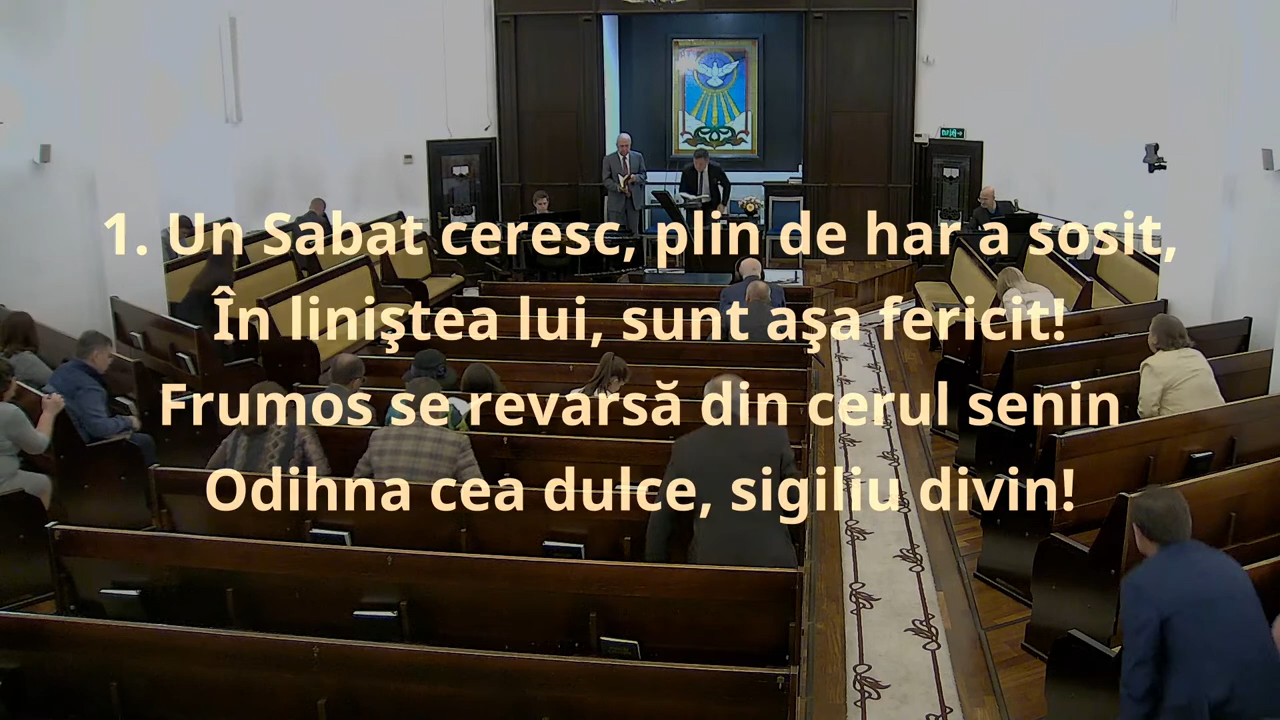 1. Un Sabat ceresc, plin de har a sosit,
În liniştea lui, sunt aşa fericit!
Frumos se revarsă din cerul senin
Odihna cea dulce, sigiliu divin!